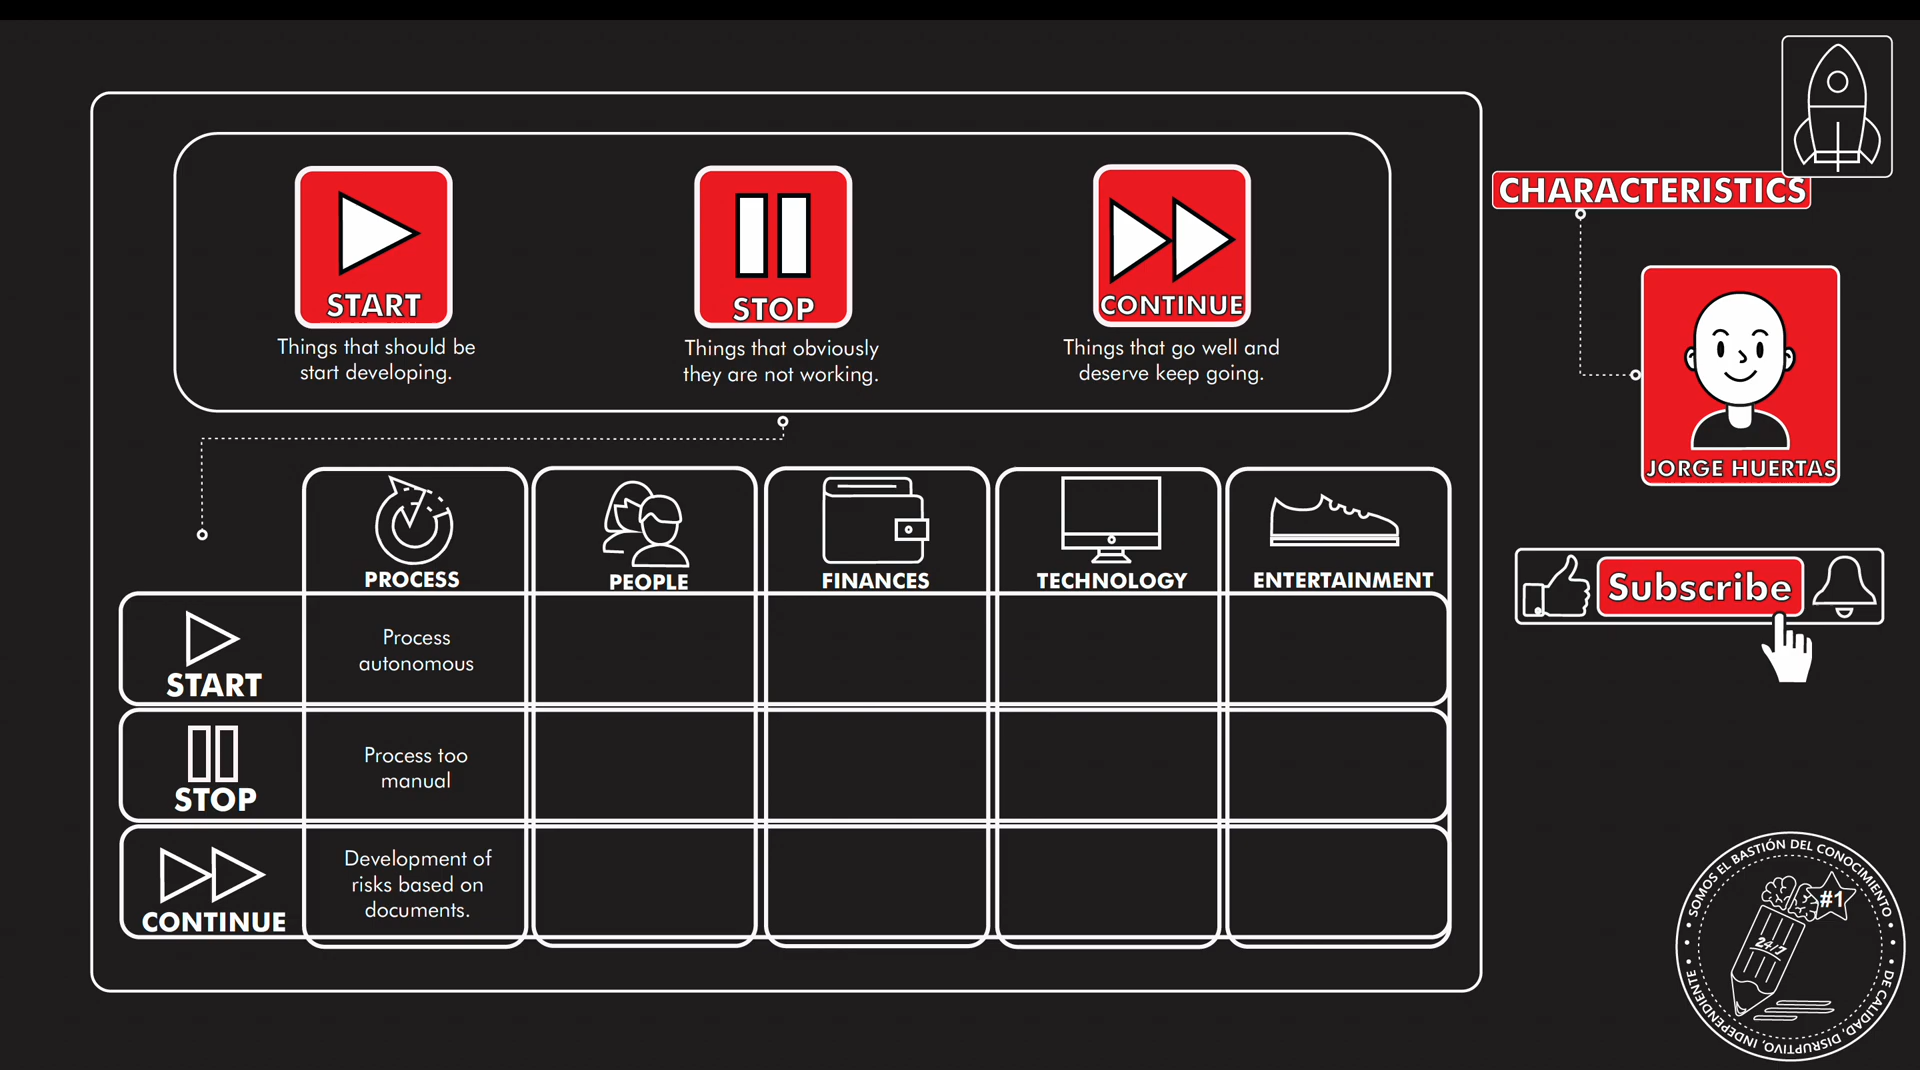 CHARACTERISTICS
START
STOP
CONTINUE
Things that should be
start developing.
Things that obviously
they are not working.
Things that go well and
deserve keep going.
JORGE HUERTAS
PROCESS
PEOPLE
FINANCES
TECHNOLOGY
ENTERTAINMENT
Subscribe
START
Process
autonomous
STOP
Process too
manual
CONTINUE
Development of
risks based on
documents.
SOMOS EL BASTIÓN DEL CONOCIMIENTO
DE CALIDAD, DISRUPTIVO, INDEPENDIENTE
#1
24/7